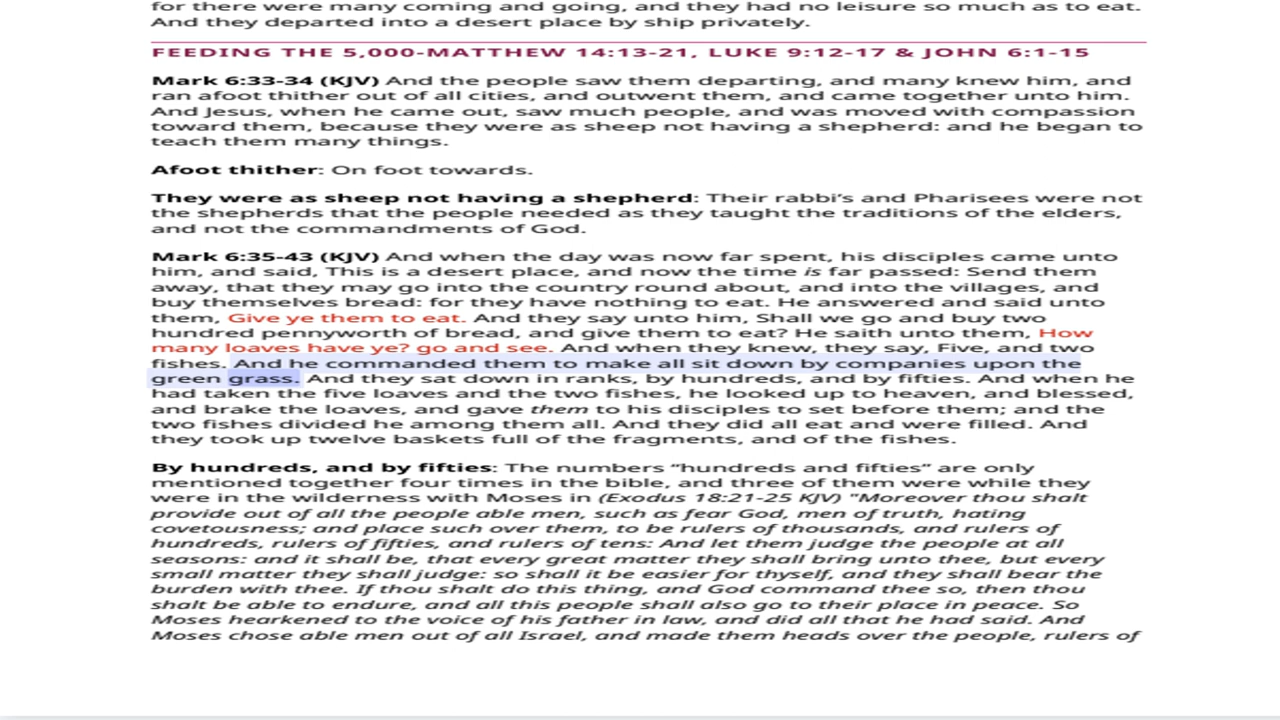 for there were many coming and going, and they had no leisure so much as to eat.
And they departed into a desert place by ship privately.
FEEDING THE 5,000-MATTHEW 14:13-21, LUKE 9:12-17 & JOHN 6:1-15
Mark 6:33-34 (KJV) And the people saw them departing, and many knew him, and
ran afoot thither out of all cities, and outwent them, and came together unto him.
And Jesus, when he came out, saw much people, and was moved with compassion
toward them, because they were as sheep not having a shepherd: and he began to
teach them many things.
Afoot thither: On foot towards.
They were as sheep not having a shepherd: Their rabbi’s and Pharisees were not
the shepherds that the people needed as they taught the traditions of the elders,
and not the commandments of God.
Mark 6:35-43 (KJV) And when the day was now far spent, his disciples came unto
him, and said, This is a desert place, and now the time is far passed: Send them
away, that they may go into the country round about, and into the villages, and
buy themselves bread: for they have nothing to eat. He answered and said unto
them, Give ye them to eat. And they say unto him, Shall we go and buy two
hundred pennyworth of bread, and give them to eat? He saith unto them, How
many loaves have ye? go and see. And when they knew, they say, Five, and two
fishes. And he commanded them to make all sit down by companies upon the
green grass. And they sat down in ranks, by hundreds, and by fifties. And when he
had taken the five loaves and the two fishes, he looked up to heaven, and blessed,
and brake the loaves, and gave them to his disciples to set before them; and the
two fishes divided he among them all. And they did all eat and were filled. And
they took up twelve baskets full of the fragments, and of the fishes.
By hundreds, and by fifties: The numbers “hundreds and fifties” are only
mentioned together four times in the bible, and three of them were while they
were in the wilderness with Moses in (Exodus 18:21-25 KJV) "Moreover thou shalt
provide out of all the people able men, such as fear God, men of truth, hating
covetousness; and place such over them, to be rulers of thousands, and rulers of
hundreds, rulers of fifties, and rulers of tens: And let them judge the people at all
seasons: and it shall be, that every great matter they shall bring unto thee, but every
small matter they shall judge: so shall it be easier for thyself, and they shall bear the
burden with thee. If thou shalt do this thing, and God command thee so, then thou
shalt be able to endure, and all this people shall also go to their place in peace. So
Moses hearkened to the voice of his father in law, and did all that he had said. And
Moses chose able men out of all Israel, and made them heads over the people, rulers of